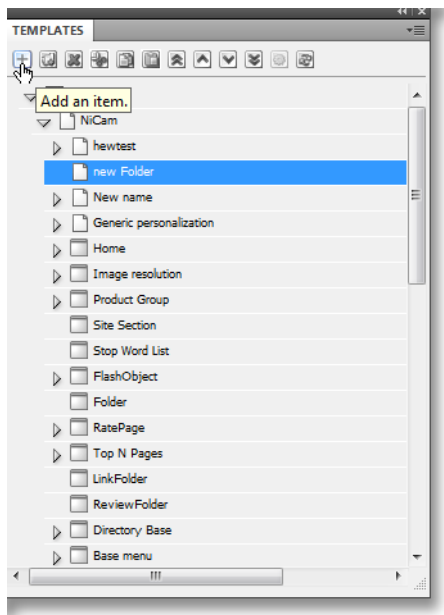 TEMPLATES
Add an item.
NiCam
hewtest
new Folder
New name
Generic personalization
Home
Image resolution
Product Group
Site Section
Stop Word List
FlashObject
Folder
RatePage
Top N Pages
LinkFolder
ReviewFolder
Directory Base
Base menu